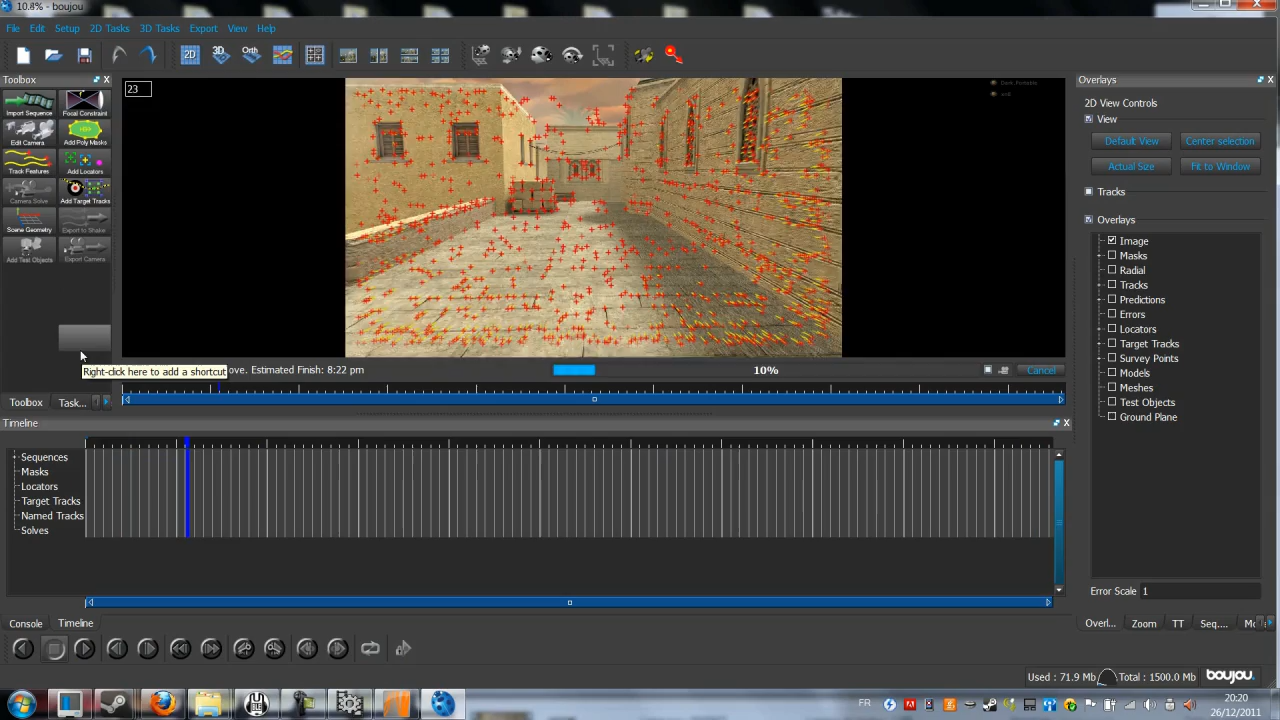 10.8% - boujou
File Edit Setup 2D Tasks 3D Tasks Export View Help
2D 3D Orth
Toolbox
Import Sequence Focal Constraint
Edit Camera Add Poly Masks
Track Features Add Locators
Camera Solve Add Target Tracks
Scene Geometry Export to Shake
Add Test Objects Export Camera
Right-click here to add a shortcut
Toolbox Task...
23
ove. Estimated Finish: 8:22 pm
10%
Cancel
Timeline
Sequences
Masks
Locators
Target Tracks
Named Tracks
Solves
Console Timeline
Overlays
2D View Controls
View
Default View Center selection
Actual Size Fit to Window
Tracks
Overlays
Image
Masks
Radial
Tracks
Predictions
Errors
Locators
Target Tracks
Survey Points
Models
Meshes
Test Objects
Ground Plane
Error Scale 1
Overl... Zoom TT Seq....
Used : 71.9 Mb Total : 1500.0 Mb boujou.
FR
20:20
26/12/2011